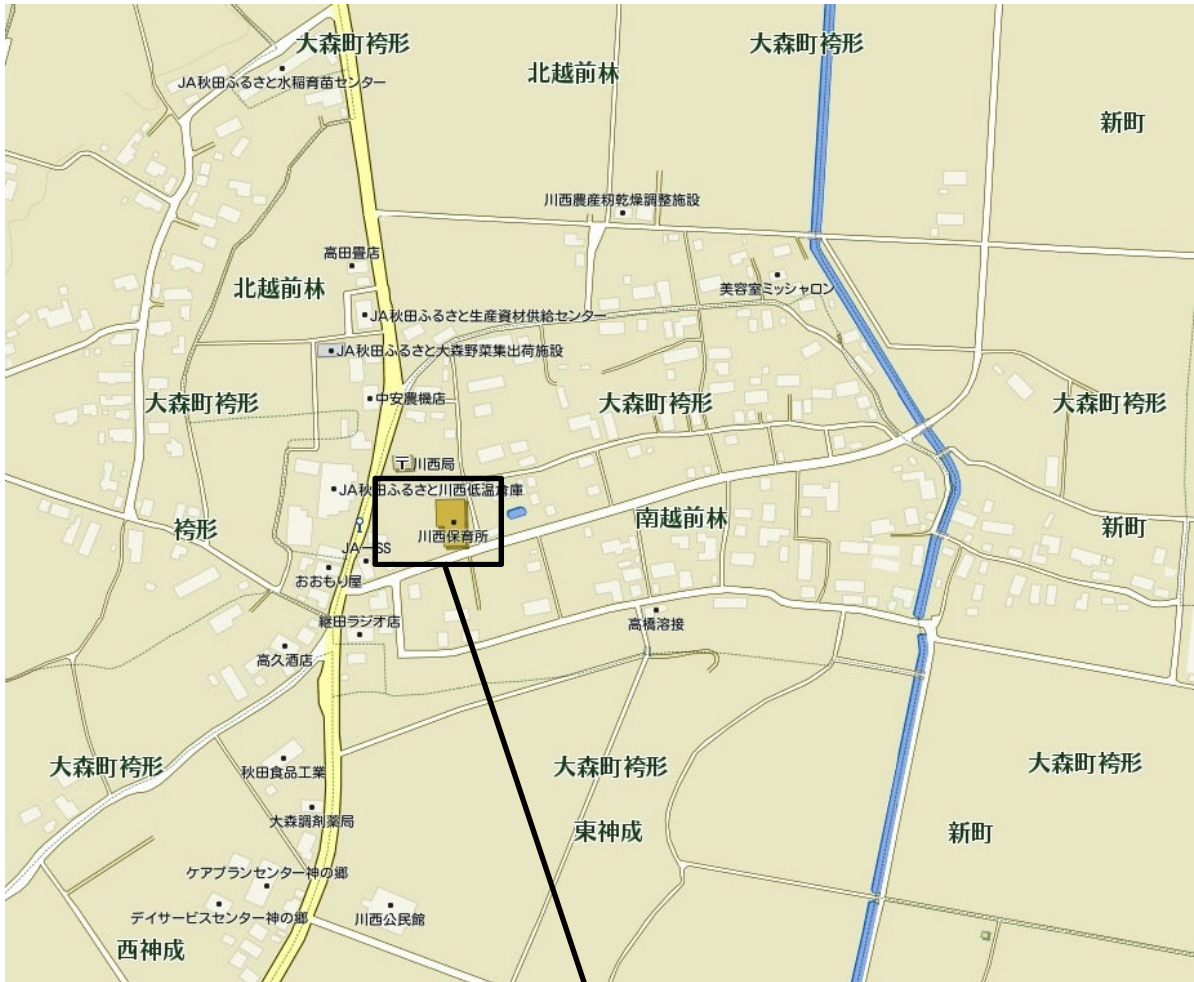 大森町袴形
大森町袴形
JA秋田ふるさと水稲育苗センター
北越前林
新町
川西農産籾乾燥調整施設
高田畳店
北越前林
美容室ミッシャロン
JA秋田ふるさと生産資材供給センター
JA秋田ふるさと大森野菜集出荷施設
中安農機店
大森町袴形
大森町袴形
大森町袴形
〒川西局
JA秋田ふるさと川西低温倉庫
川西保育所
南越前林
新町
袴形
JA-SS
おおもり屋
総田ラジオ店
高橋溶接
高久酒店
大森町袴形
秋田食品工業
大森町袴形
大森町袴形
大森調剤薬局
東神成
新町
ケアプランセンター神の郷
デイサービスセンター神の郷
川西公民館
西神成